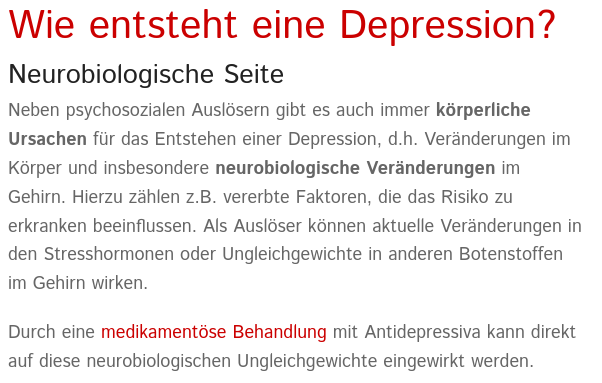 Wie entsteht eine Depression?
Neurobiologische Seite
Neben psychosozialen Auslösern gibt es auch immer körperliche
Ursachen für das Entstehen einer Depression, d.h. Veränderungen im
Körper und insbesondere neurobiologische Veränderungen im
Gehirn. Hierzu zählen z.B. vererbte Faktoren, die das Risiko zu
erkranken beeinflussen. Als Auslöser können aktuelle Veränderungen in
den Stresshormonen oder Ungleichgewichte in anderen Botenstoffen
im Gehirn wirken.
Durch eine medikamentöse Behandlung mit Antidepressiva kann direkt
auf diese neurobiologischen Ungleichgewichte eingewirkt werden.